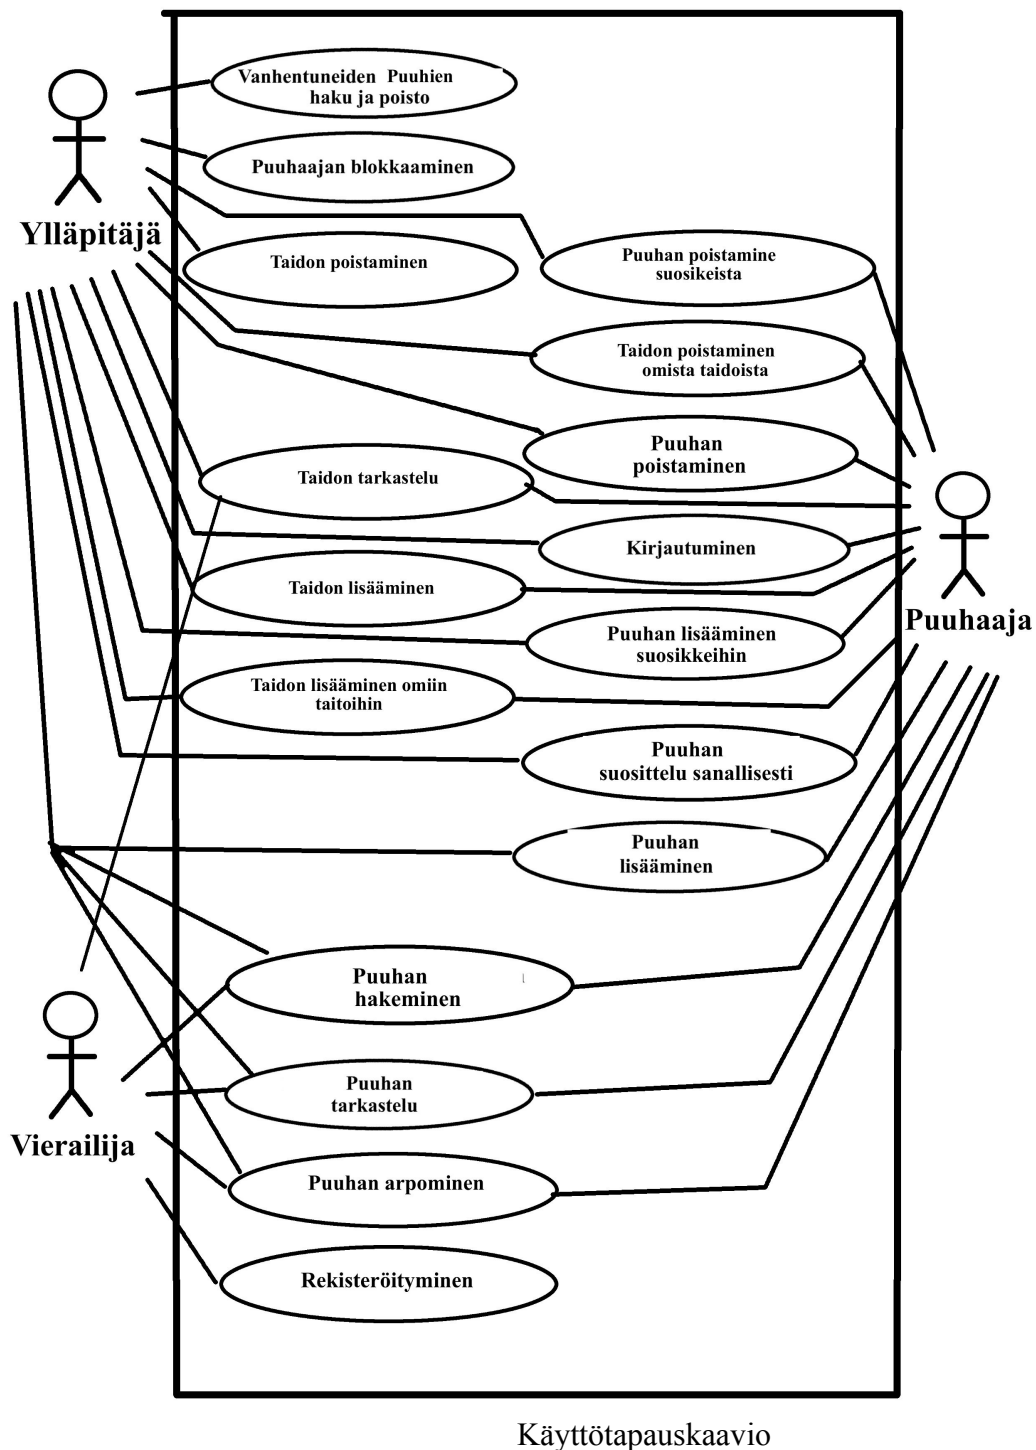 Vanhentuneiden Puuhien
haku ja poisto
Puuhaajan blokkaaminen
Ylläpitäjä
Taidon poistaminen
Puuhan poistamine
suosikeista
Taidon poistaminen
omista taidoista
Puuhan
poistaminen
Taidon tarkastelu
Kirjautuminen
Taidon lisääminen
Puuhaaja
Puuhan lisääminen
suosikkeihin
Taidon lisääminen omiin
taitoihin
Puuhan
suosittelu sanallisesti
Puuhan
lisääminen
Puuhan
hakeminen
Puuhan
tarkastelu
Vierailija
Puuhan arpominen
Rekisteröityminen
Käyttötapauskaavio